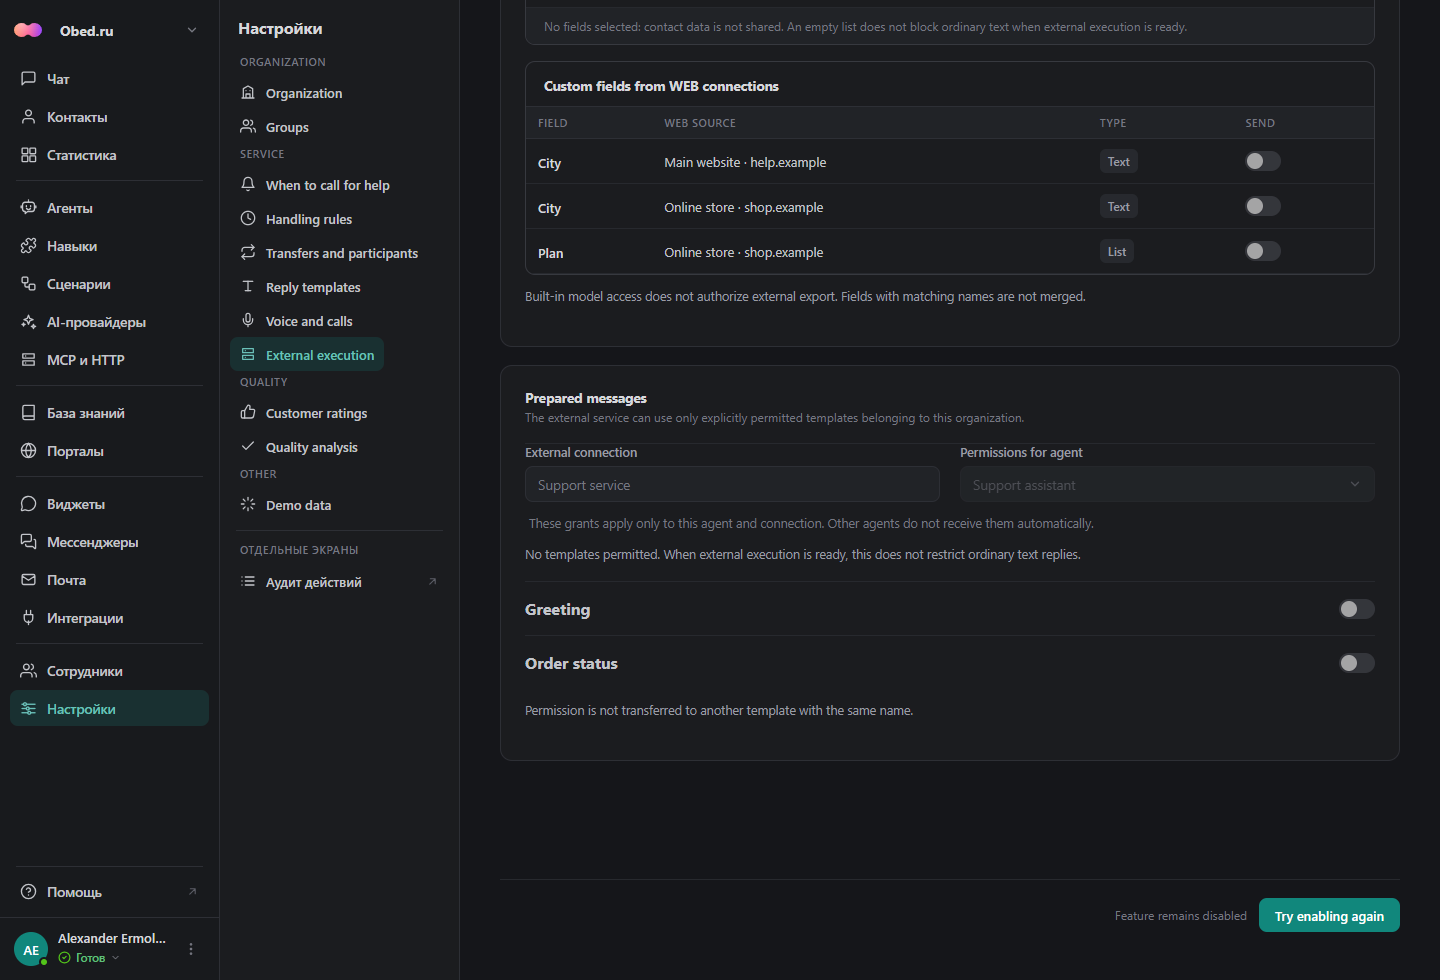 Obed.ru
Чат
Контакты
Статистика
Агенты
Навыки
Сценарии
AI-провайдеры
MCP и HTTP
База знаний
Порталы
Виджеты
Мессенджеры
Почта
Интеграции
Сотрудники
Настройки
Помощь
AE
Alexander Ermol...
Готов
Настройки
ORGANIZATION
Organization
Groups
SERVICE
When to call for help
Handling rules
Transfers and participants
Reply templates
Voice and calls
External execution
QUALITY
Customer ratings
Quality analysis
OTHER
Demo data
ОТДЕЛЬНЫЕ ЭКРАНЫ
Аудит действий
No fields selected: contact data is not shared. An empty list does not block ordinary text when external execution is ready.
Custom fields from WEB connections
FIELD WEB SOURCE TYPE SEND
City Main website · help.example Text
City Online store · shop.example Text
Plan Online store · shop.example List
Built-in model access does not authorize external export. Fields with matching names are not merged.
Prepared messages
The external service can use only explicitly permitted templates belonging to this organization.
External connection Permissions for agent
Support service Support assistant
These grants apply only to this agent and connection. Other agents do not receive them automatically.
No templates permitted. When external execution is ready, this does not restrict ordinary text replies.
Greeting
Order status
Permission is not transferred to another template with the same name.
Feature remains disabled Try enabling again